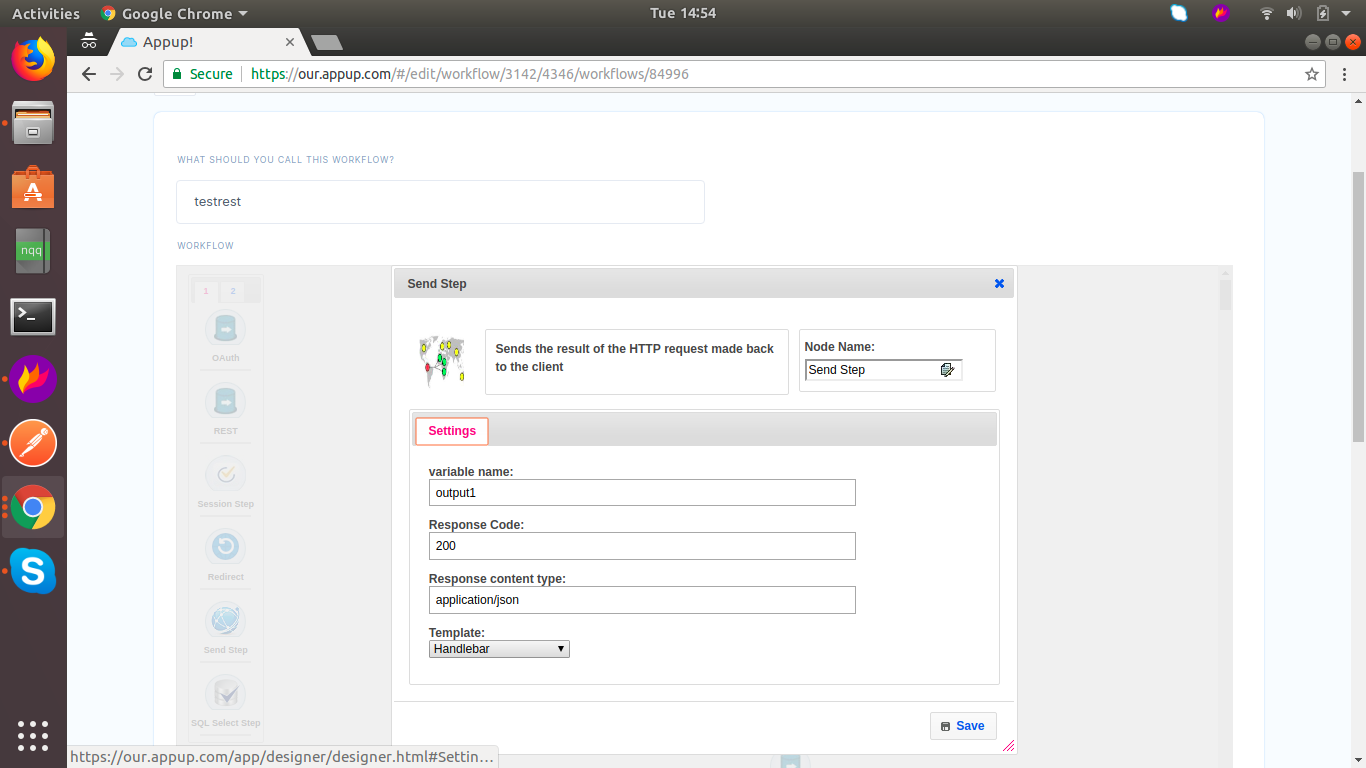 Activities
Google Chrome
Tue 14:54
Appup!
Secure
https://our.appup.com/#/edit/workflow/3142/4346/workflows/84996
WHAT SHOULD YOU CALL THIS WORKFLOW?
testrest
WORKFLOW
1 2
OAuth
REST
Session Step
Redirect
Send Step
SQL Select Step
Send Step
Sends the result of the HTTP request made back
to the client
Node Name:
Send Step
Settings
variable name:
output1
Response Code:
200
Response content type:
application/json
Template:
Handlebar
Save
nqq
https://our.appup.com/app/designer/designer.html#Settin…